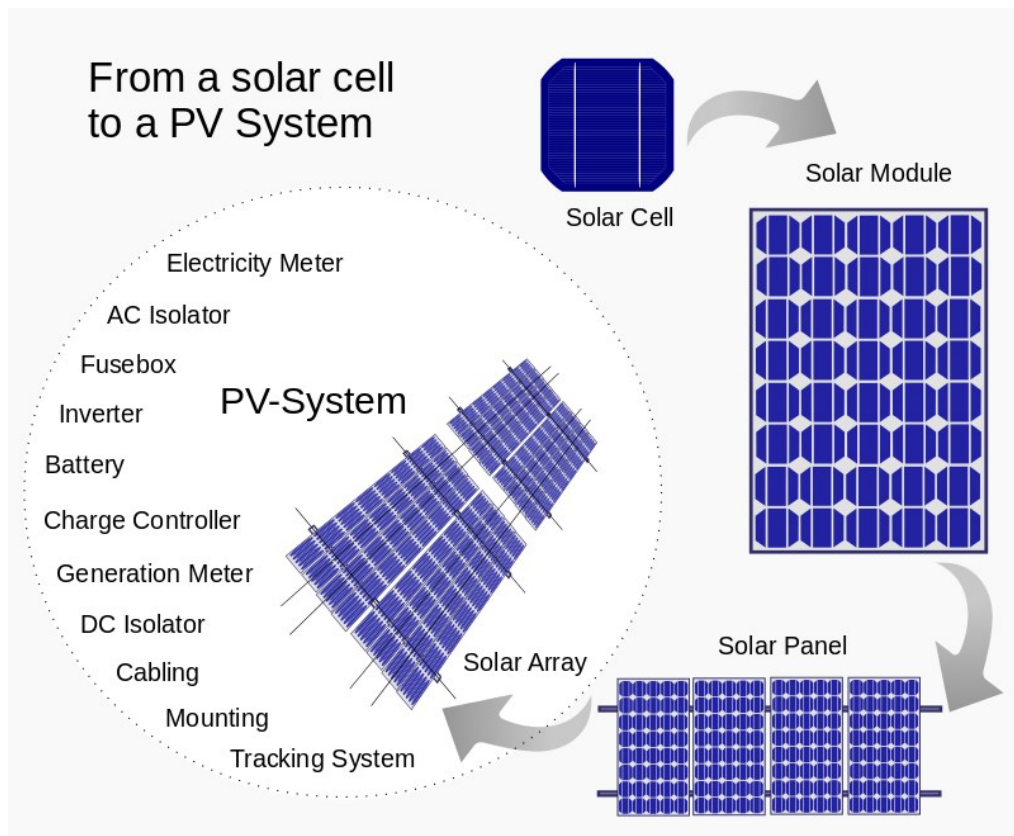 From a solar cell
to a PV System
Solar Cell
Solar Module
Solar Panel
Solar Array
PV-System
Electricity Meter
AC Isolator
Fusebox
Inverter
Battery
Charge Controller
Generation Meter
DC Isolator
Cabling
Mounting
Tracking System